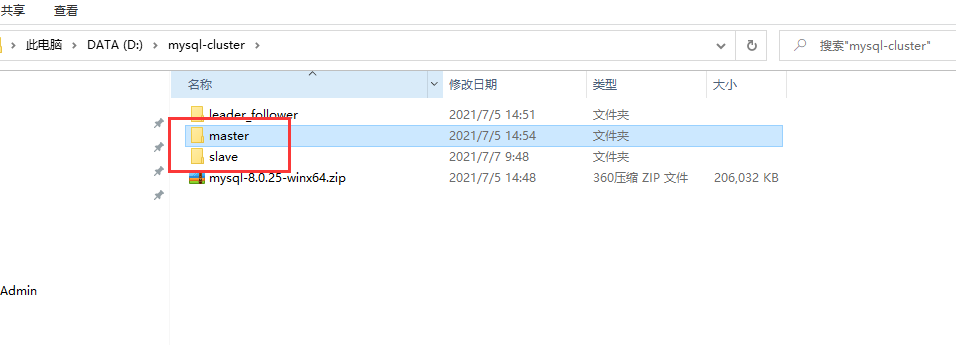 共享 查看
此电脑 > DATA (D:) > mysql-cluster >
搜索"mysql-cluster"
名称 修改日期 类型 大小
leader_follower 2021/7/5 14:51 文件夹
master 2021/7/5 14:54 文件夹
slave 2021/7/7 9:48 文件夹
mysql-8.0.25-winx64.zip 2021/7/5 14:48 360压缩 ZIP 文件 206,032 KB
Admin